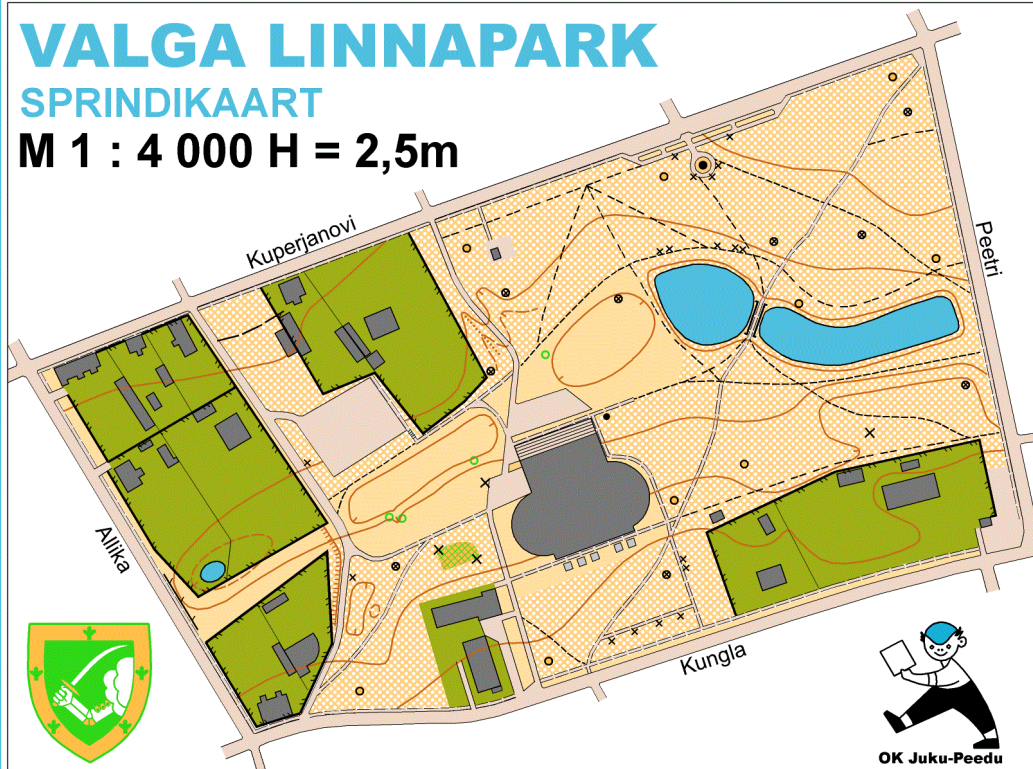 VALGA LINNAPARK
SPRINDIKAART
M 1 : 4 000 H = 2,5m
Kuperjanovi
Peetri
Allika
Kungla
OK Juku-Peedu